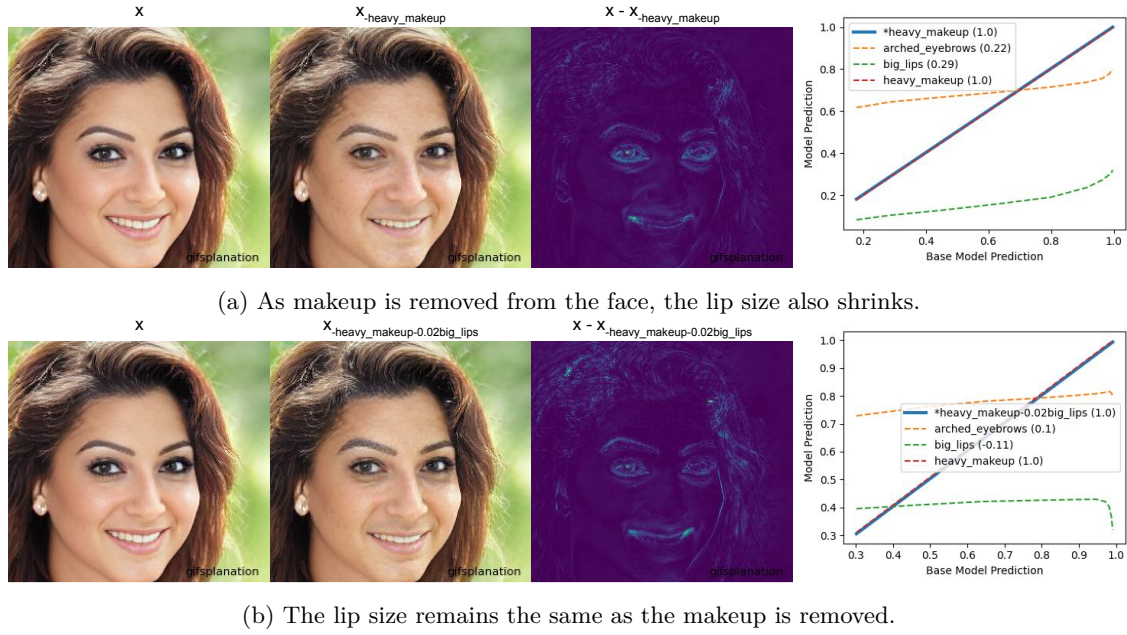 x
x-heavy_makeup
x - x-heavy_makeup
gifsplanation
gifsplanation
1.0
0.8
0.6
0.4
0.2
Model Prediction
*heavy_makeup (1.0)
arched_eyebrows (0.22)
big_lips (0.29)
heavy_makeup (1.0)
0.2 0.4 0.6 0.8 1.0
Base Model Prediction
(a) As makeup is removed from the face, the lip size also shrinks.
x
x-heavy_makeup-0.02big_lips
x - x-heavy_makeup-0.02big_lips
gifsplanation
gifsplanation
1.0
0.9
0.8
0.7
0.6
0.5
0.4
0.3
Model Prediction
*heavy_makeup-0.02big_lips (1.0)
arched_eyebrows (0.1)
big_lips (-0.11)
heavy_makeup (1.0)
0.3 0.4 0.5 0.6 0.7 0.8 0.9 1.0
Base Model Prediction
(b) The lip size remains the same as the makeup is removed.